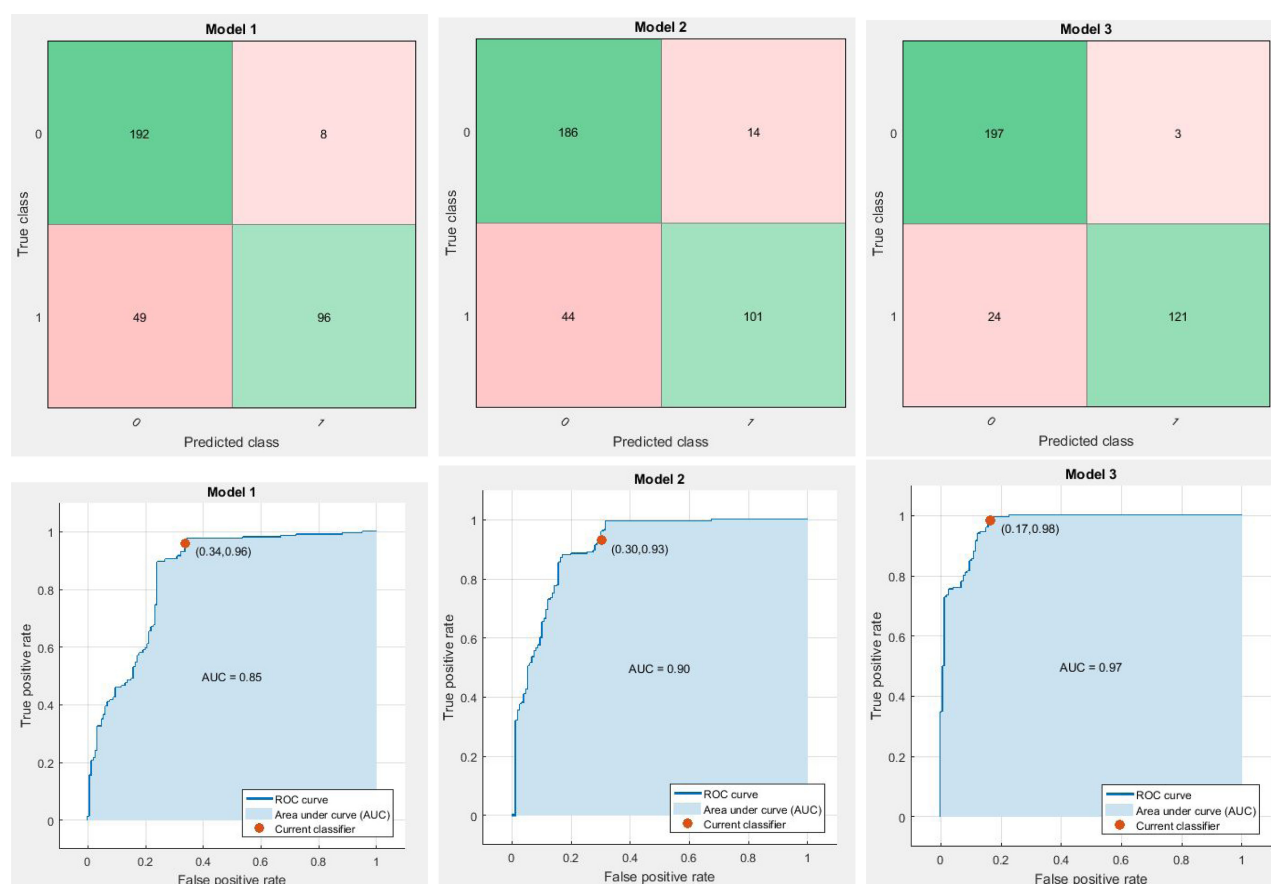 Model 1
0
192
8
True class
1
49
96
0
1
Predicted class
Model 2
0
186
14
True class
1
44
101
0
1
Predicted class
Model 3
0
197
3
True class
1
24
121
0
1
Predicted class
Model 1
1
(0.34,0.96)
0.8
True positive rate
0.6
AUC = 0.85
0.4
0.2
ROC curve
Area under curve (AUC)
Current classifier
0
0
0.2
0.4
0.6
0.8
1
False positive rate
Model 2
1
(0.30,0.93)
0.8
True positive rate
0.6
AUC = 0.90
0.4
0.2
ROC curve
Area under curve (AUC)
Current classifier
0
0
0.2
0.4
0.6
0.8
1
False positive rate
Model 3
1
(0.17,0.98)
0.8
True positive rate
0.6
AUC = 0.97
0.4
0.2
ROC curve
Area under curve (AUC)
Current classifier
0
0
0.2
0.4
0.6
0.8
1
False positive rate